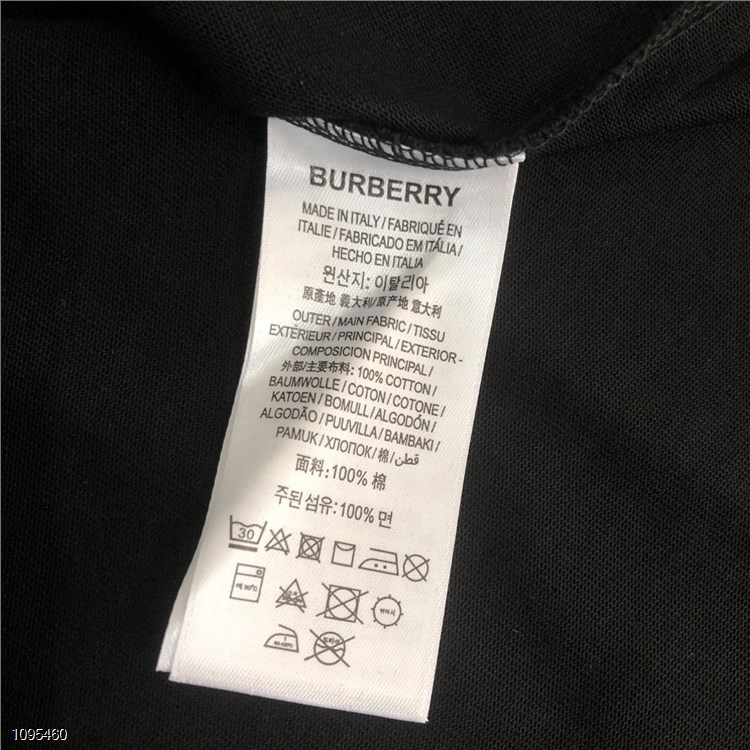 BURBERRY
MADE IN ITALY / FABRIQUÉ EN
ITALIE / FABRICADO EM ITÁLIA /
HECHO EN ITALIA
원산지: 이탈리아
原產地 義大利/原产地 意大利
OUTER / MAIN FABRIC / TISSU
EXTÉRIEUR / PRINCIPAL / EXTERIOR-
COMPOSICION PRINCIPAL /
外部/主要布料: 100% COTTON /
BAUMWOLLE / COTON / COTONE /
KATOEN / BOMULL / ALGODÓN /
ALGODÃO / PUUVILLA / BAMBAKI /
PAMUK / ХЛОПОК / 棉 / قطن
面料:100% 棉
주된섬유:100% 면
30
1095460